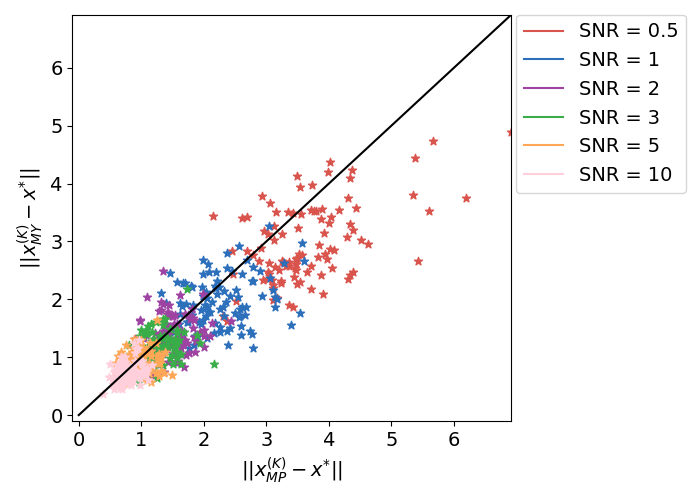 SNR = 0.5
SNR = 1
SNR = 2
SNR = 3
SNR = 5
SNR = 10
6
5
4
3
2
1
0
||x_{MY}^{(K)} − x*||
0 1 2 3 4 5 6
||x_{MP}^{(K)} − x*||